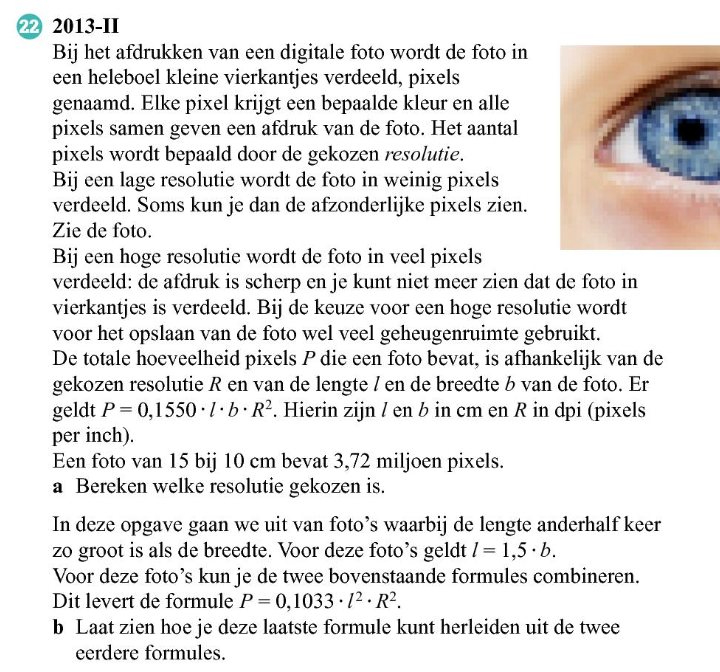 22 2013-II
Bij het afdrukken van een digitale foto wordt de foto in
een heleboel kleine vierkantjes verdeeld, pixels
genaamd. Elke pixel krijgt een bepaalde kleur en alle
pixels samen geven een afdruk van de foto. Het aantal
pixels wordt bepaald door de gekozen resolutie.
Bij een lage resolutie wordt de foto in weinig pixels
verdeeld. Soms kun je dan de afzonderlijke pixels zien.
Zie de foto.
Bij een hoge resolutie wordt de foto in veel pixels
verdeeld: de afdruk is scherp en je kunt niet meer zien dat de foto in
vierkantjes is verdeeld. Bij de keuze voor een hoge resolutie wordt
voor het opslaan van de foto wel veel geheugenruimte gebruikt.
De totale hoeveelheid pixels P die een foto bevat, is afhankelijk van de
gekozen resolutie R en van de lengte l en de breedte b van de foto. Er
geldt P = 0,1550 · l · b · R². Hierin zijn l en b in cm en R in dpi (pixels
per inch).
Een foto van 15 bij 10 cm bevat 3,72 miljoen pixels.
a Bereken welke resolutie gekozen is.
In deze opgave gaan we uit van foto's waarbij de lengte anderhalf keer
zo groot is als de breedte. Voor deze foto's geldt l = 1,5 · b.
Voor deze foto's kun je de twee bovenstaande formules combineren.
Dit levert de formule P = 0,1033 · l² · R².
b Laat zien hoe je deze laatste formule kunt herleiden uit de twee
eerdere formules.